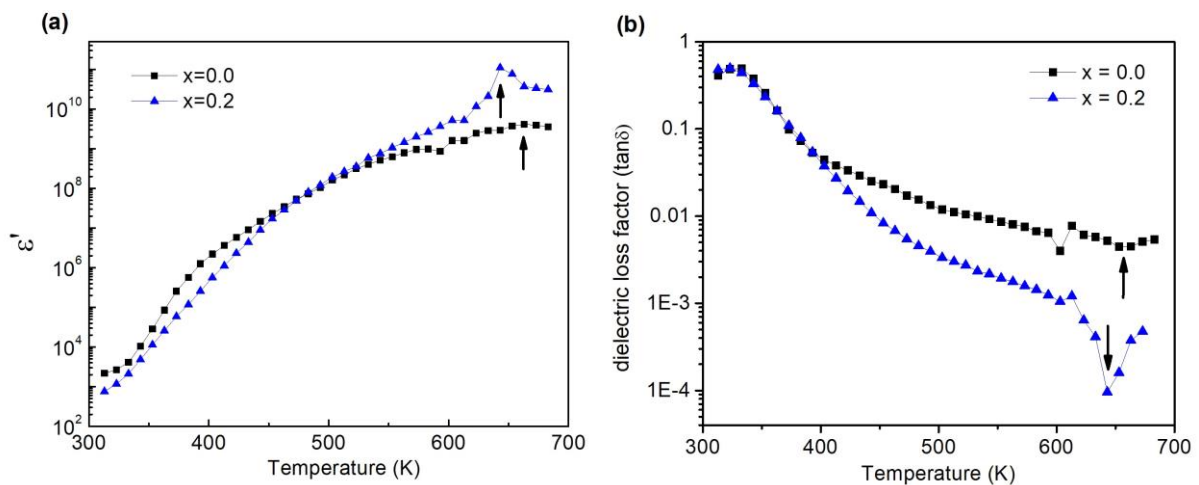 (a)
x=0.0
x=0.2
10^10
10^8
10^6
10^4
10^2
ε'
300 400 500 600 700
Temperature (K)
(b)
x = 0.0
x = 0.2
1
0.1
0.01
1E-3
1E-4
dielectric loss factor (tanδ)
300 400 500 600 700
Temperature (K)